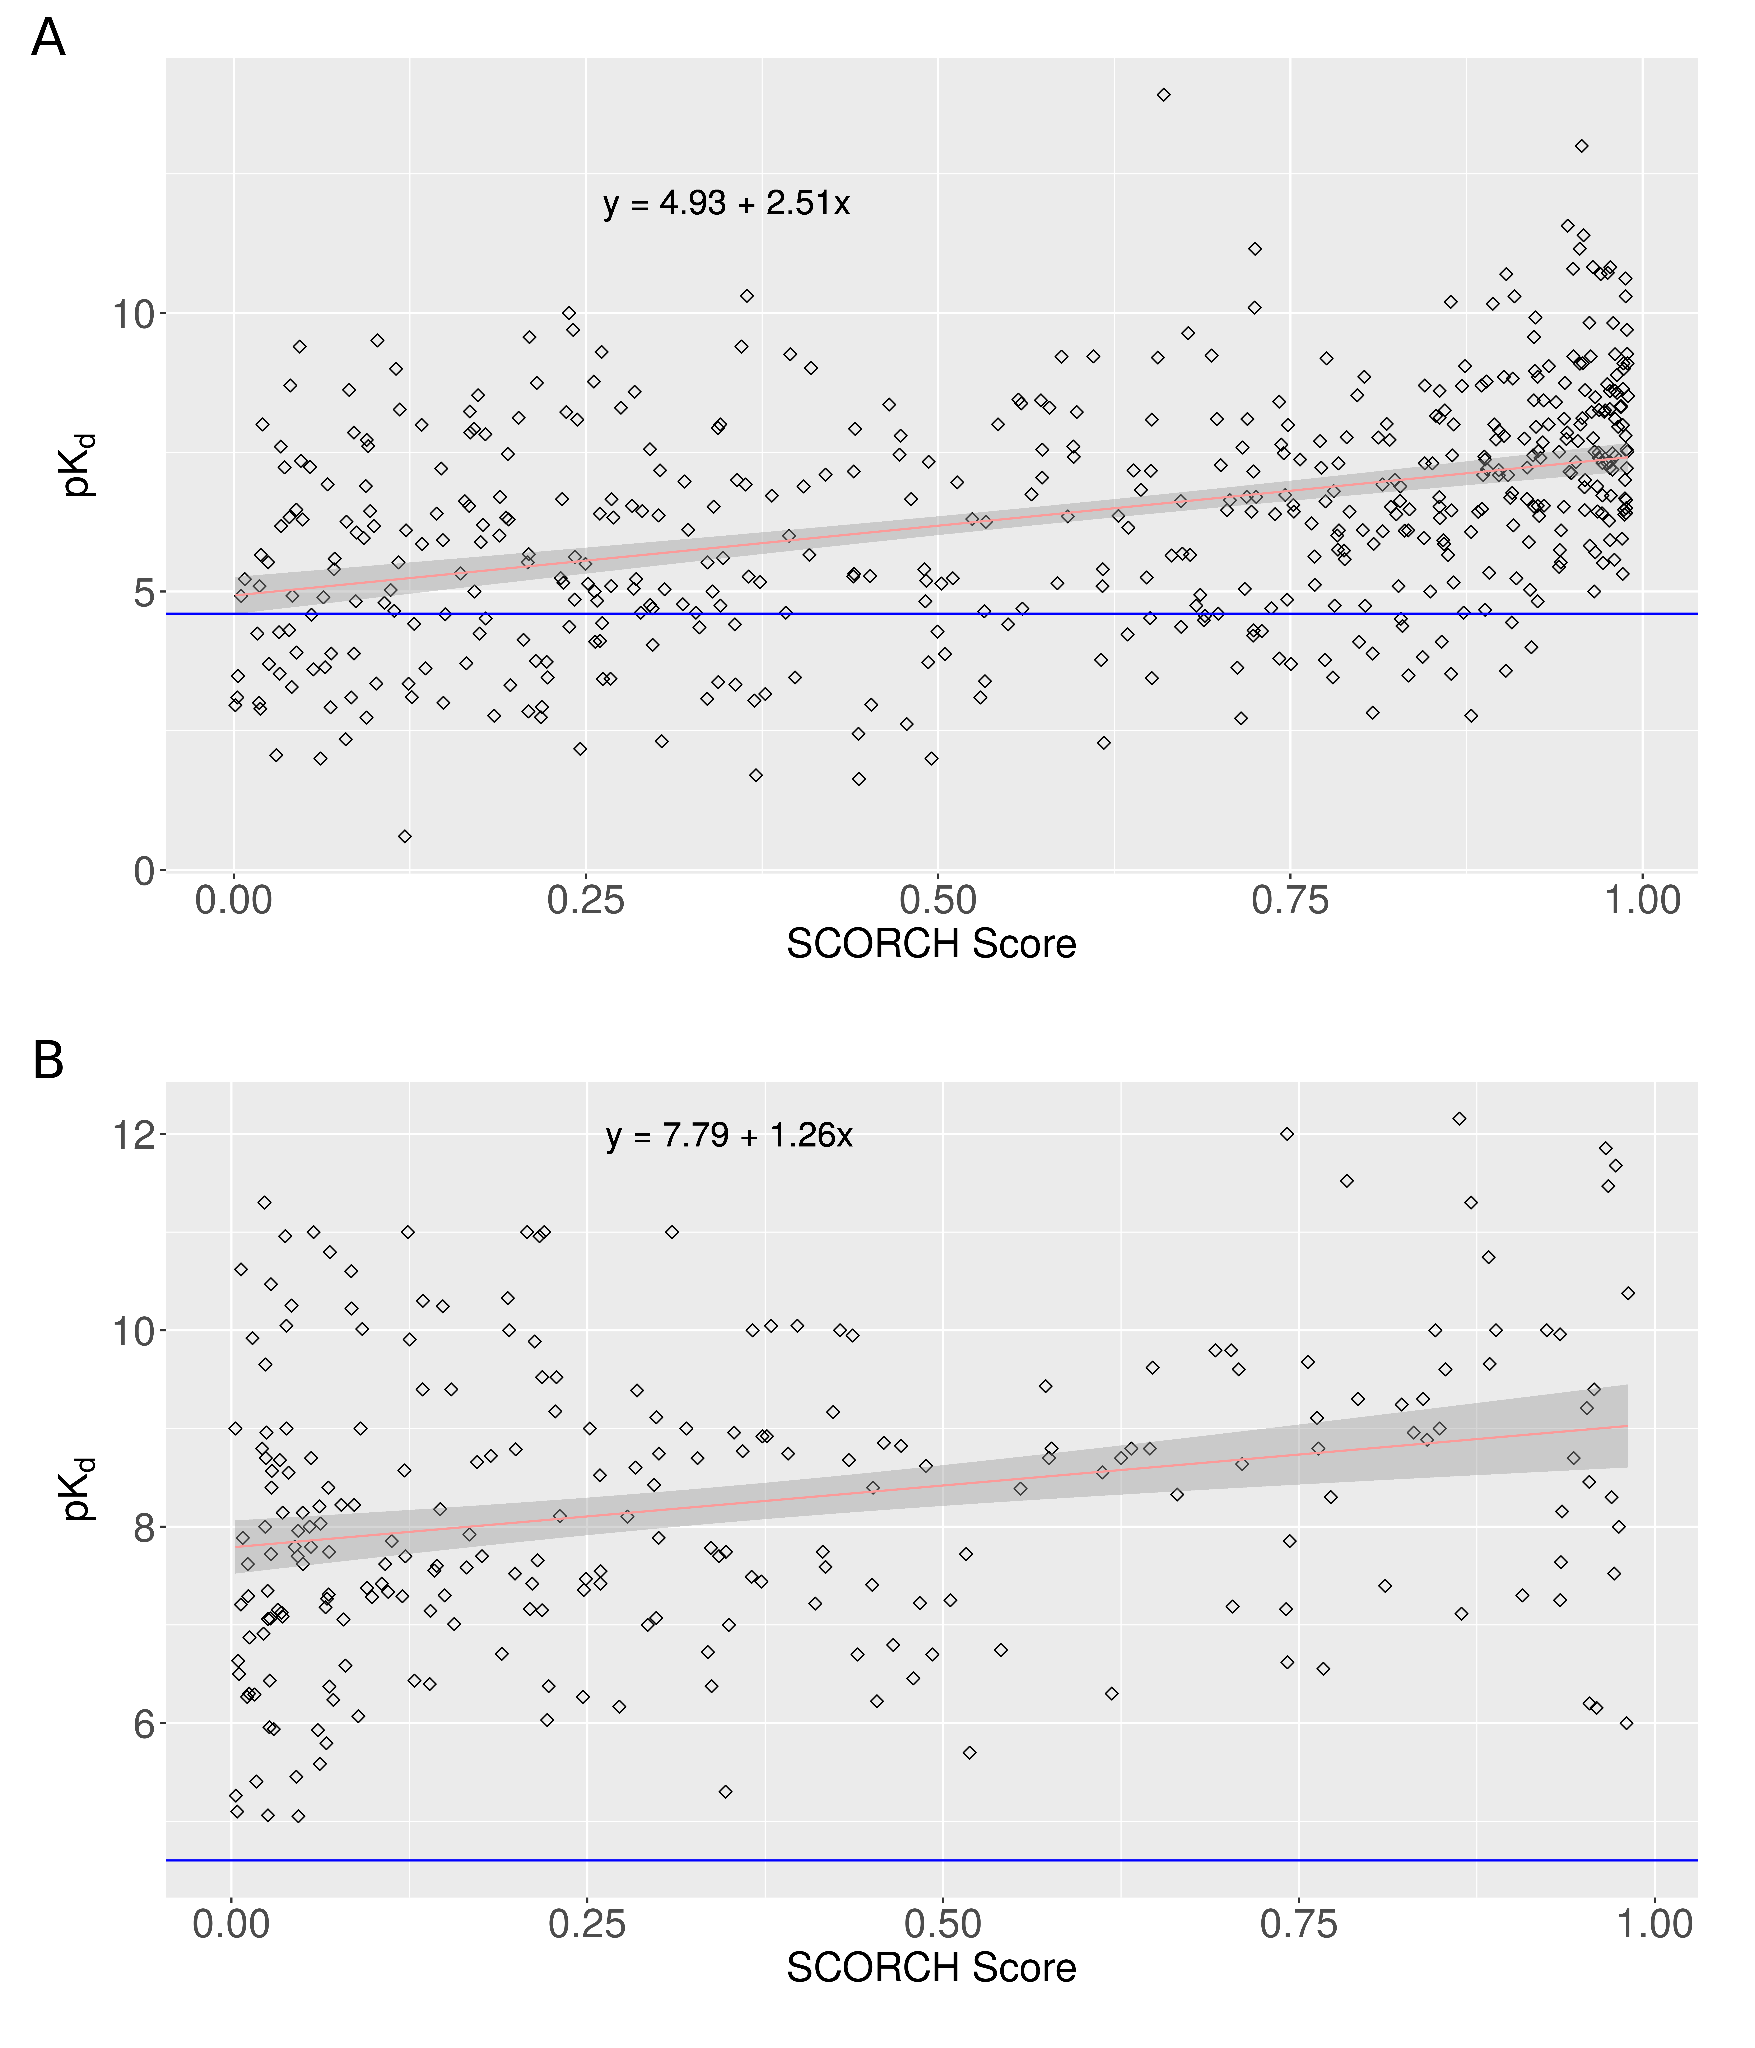 A
y = 4.93 + 2.51x
pKd
10
5
0
0.00 0.25 0.50 0.75 1.00
SCORCH Score
B
y = 7.79 + 1.26x
pKd
12
10
8
6
0.00 0.25 0.50 0.75 1.00
SCORCH Score